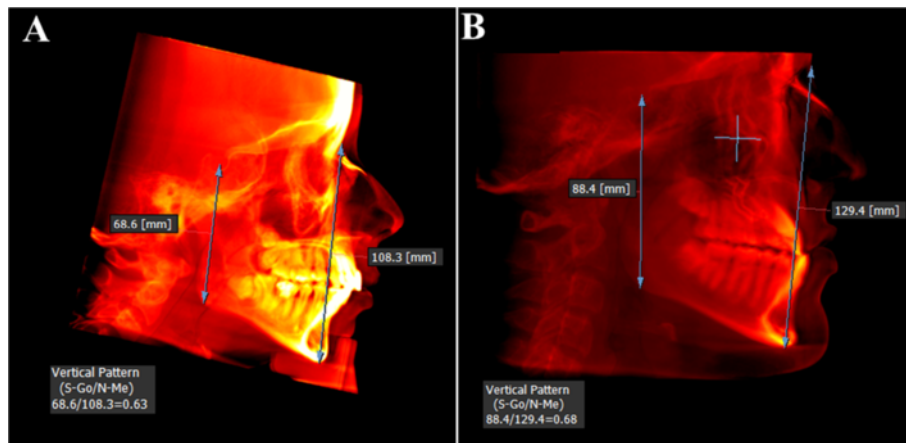 A
68.6 [mm]
108.3 [mm]
Vertical Pattern
(S-Go/N-Me)
68.6/108.3=0.63
B
88.4 [mm]
129.4 [mm]
Vertical Pattern
(S-Go/N-Me)
88.4/129.4=0.68